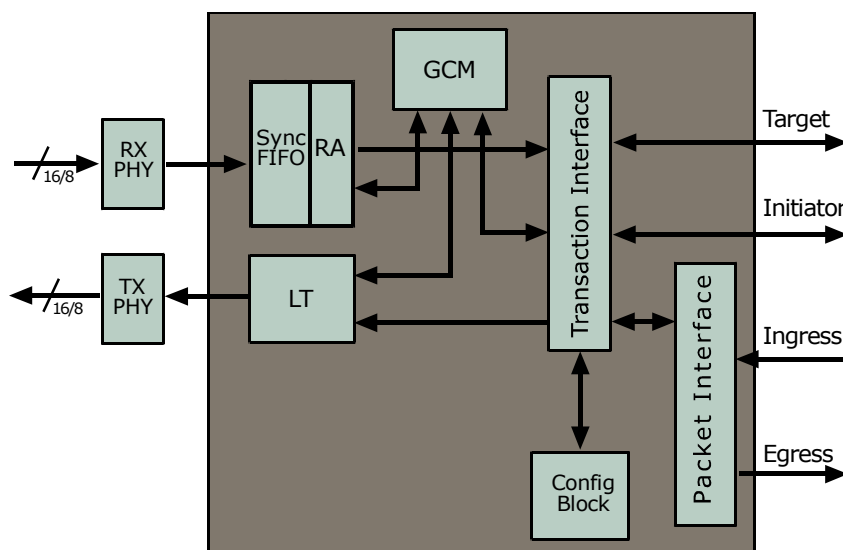 GCM
Sync
FIFO
RA
RX
PHY
16/8
Transaction Interface
Target
Initiator
TX
PHY
16/8
LT
Packet Interface
Ingress
Egress
Config
Block